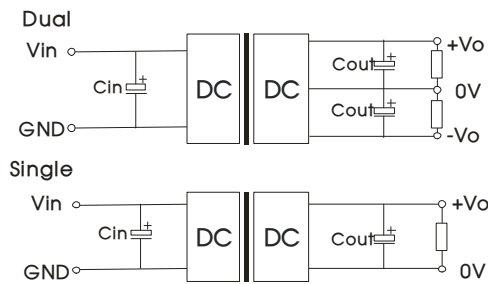 Dual
Vin
Cin
+
GND
DC
DC
Cout
+
Cout
+
+Vo
0V
-Vo
Single
Vin
Cin
+
GND
DC
DC
Cout
+
+Vo
0V